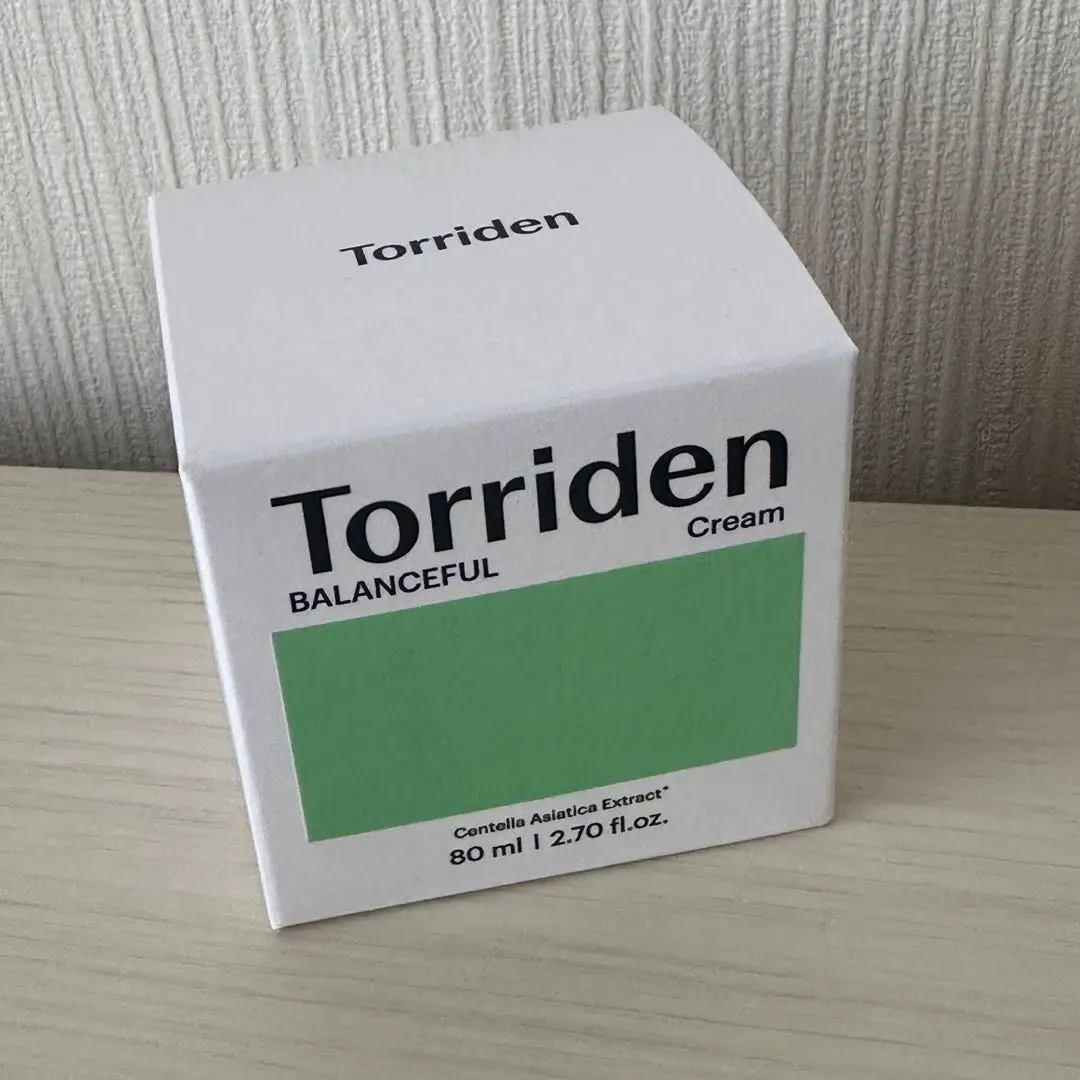 Torriden
Torriden
Cream
BALANCEFUL
Centella Asiatica Extract*
80 ml | 2.70 fl.oz.